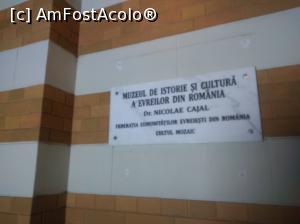 [c] AmFostAcolo®
MUZEUL DE ISTORIE ŞI CULTURĂ
A EVREILOR DIN ROMÂNIA
Dr. NICOLAE CAJAL
FEDERAŢIA COMUNITĂŢILOR EVREIEŞTI DIN ROMÂNIA
CULTUL MOZAIC